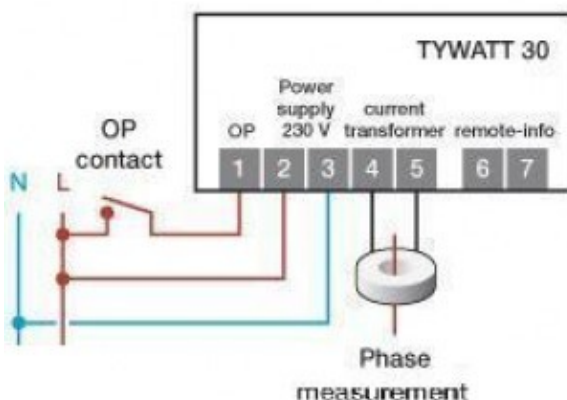 TYWATT 30
Power
supply
230 V
current
transformer
remote-info
OP
OP
contact
1 2 3 4 5 6 7
N L
Phase
measurement